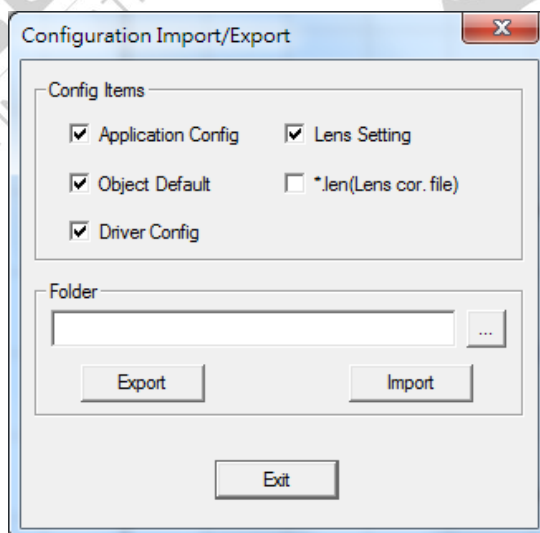 Configuration Import/Export
Config Items
Application Config Lens Setting
Object Default *.len(Lens cor. file)
Driver Config
Folder
...
Export Import
Exit